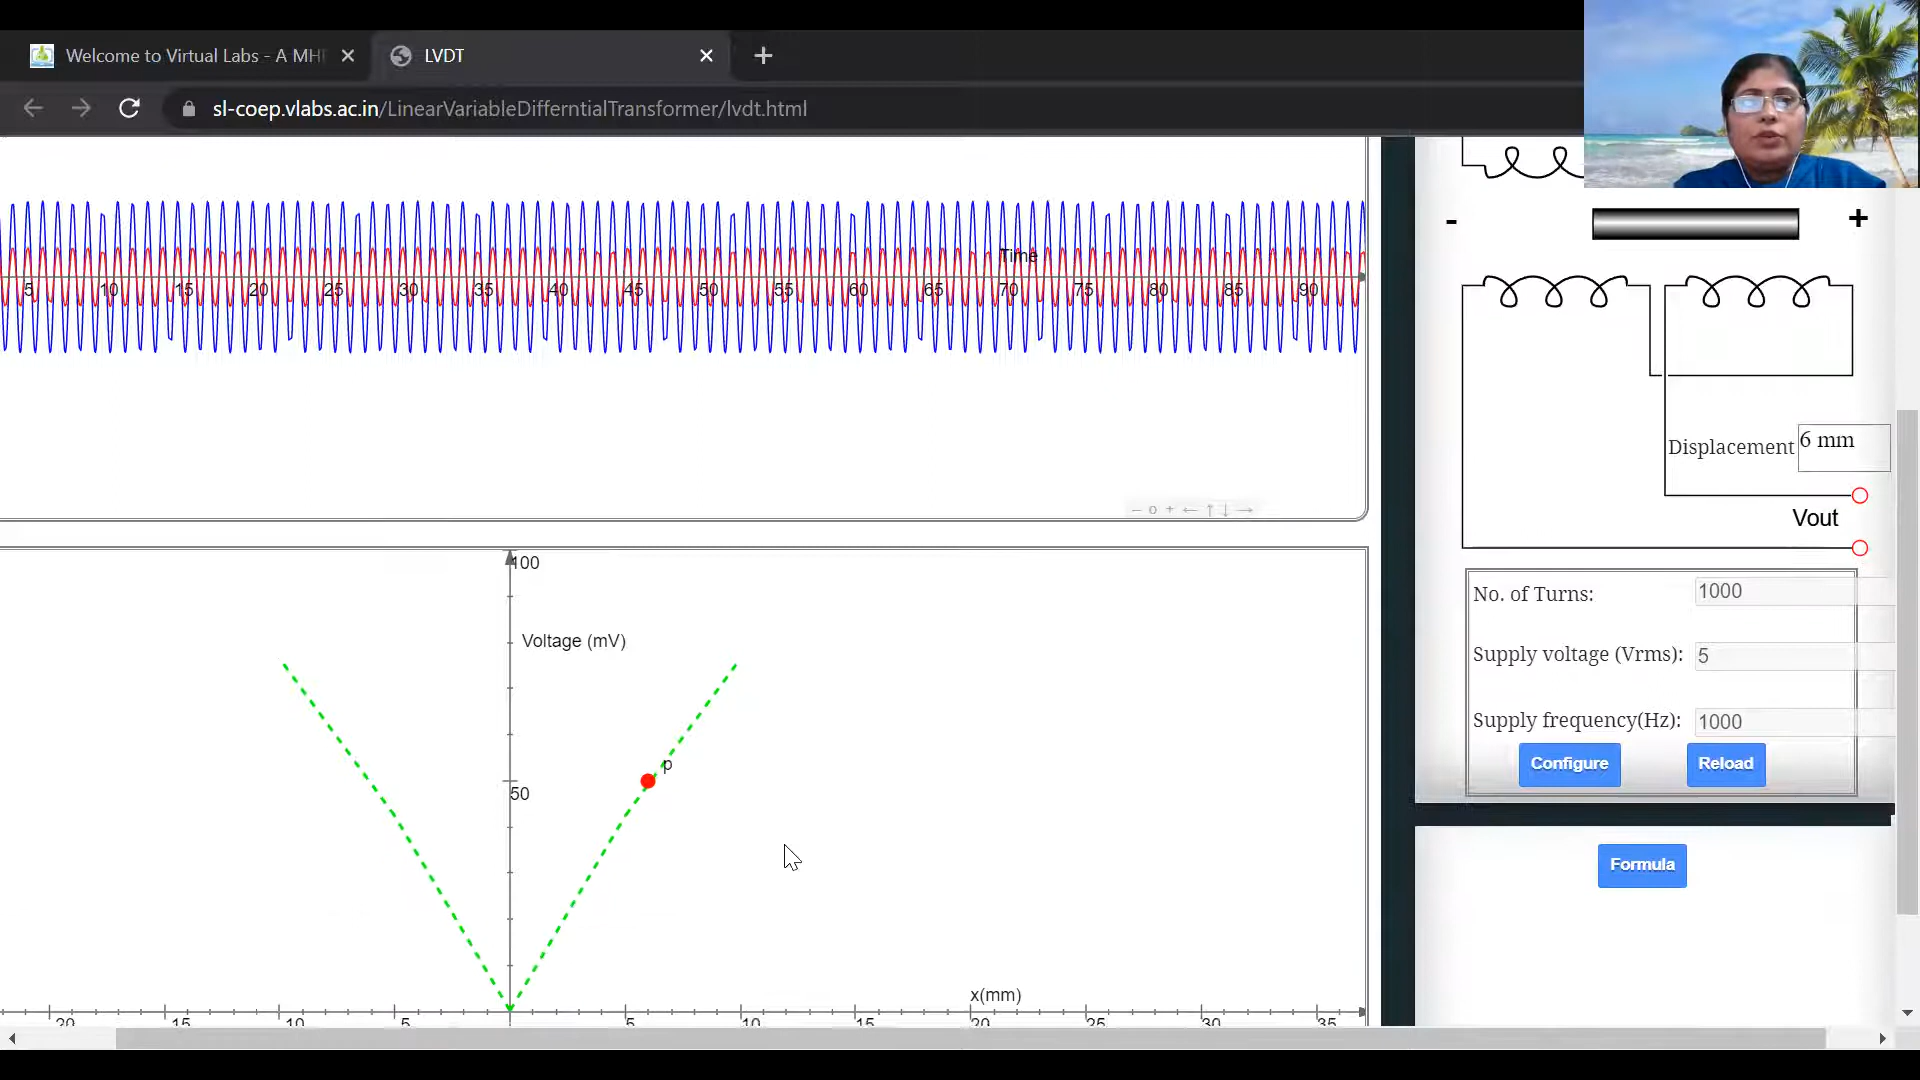 Welcome to Virtual Labs - A MH
LVDT
sl-coep.vlabs.ac.in/LinearVariableDifferntialTransformer/lvdt.html
Time
5 10 15 20 25 30 35 40 45 50 55 60 65 70 75 80 85 90
- +
Displacement 6 mm
Vout
− o + ← ↑ ↓ →
100
Voltage (mV)
p
50
x(mm)
20 15 10 5 5 10 15 20 25 30 35
No. of Turns: 1000
Supply voltage (Vrms): 5
Supply frequency(Hz): 1000
Configure Reload
Formula